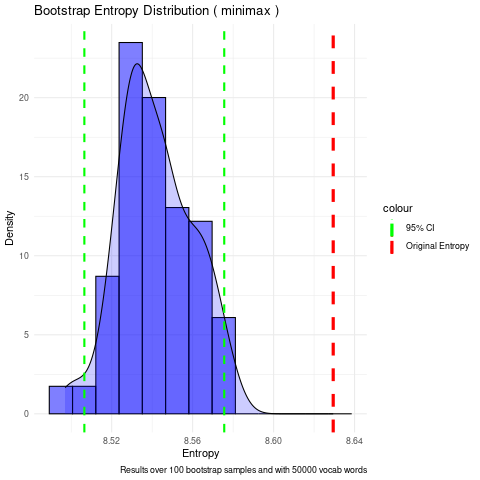 Bootstrap Entropy Distribution ( minimax )
20
15
10
5
0
Density
8.52
8.56
8.60
8.64
Entropy
colour
95% CI
Original Entropy
Results over 100 bootstrap samples and with 50000 vocab words